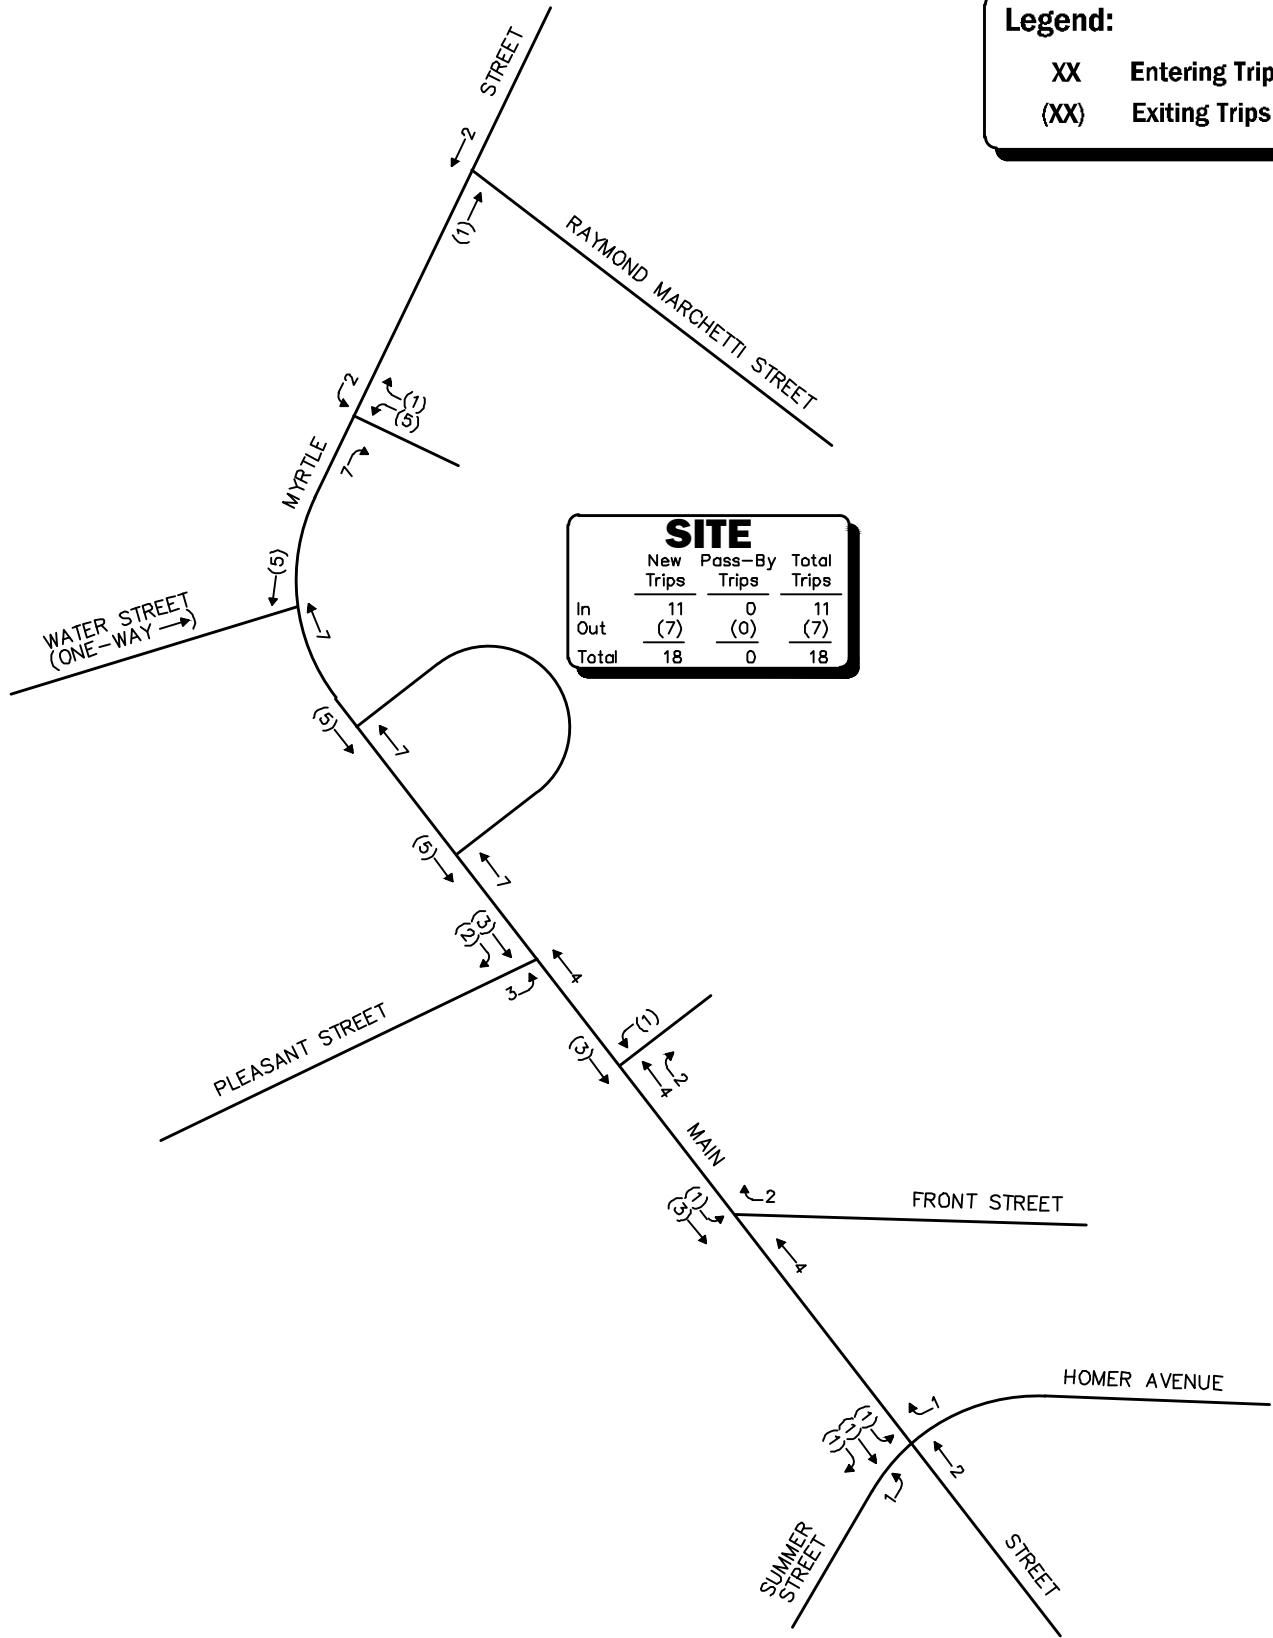 Legend:
XX Entering Trip
(XX) Exiting Trips
STREET
2
(1)
RAYMOND MARCHETTI STREET
2
(1)
(5)
7
MYRTLE
(5)
WATER STREET
(ONE-WAY →)
7
SITE
New Pass-By Total
Trips Trips Trips
In 11 0 11
Out (7) (0) (7)
Total 18 0 18
(5)
7
(5)
7
(3)
(2)
4
3
PLEASANT STREET
(1)
(3)
2
4
MAIN
2
(1)
(3)
FRONT STREET
4
HOMER AVENUE
1
(1)
(1)
(1)
2
1
SUMMER
STREET
STREET